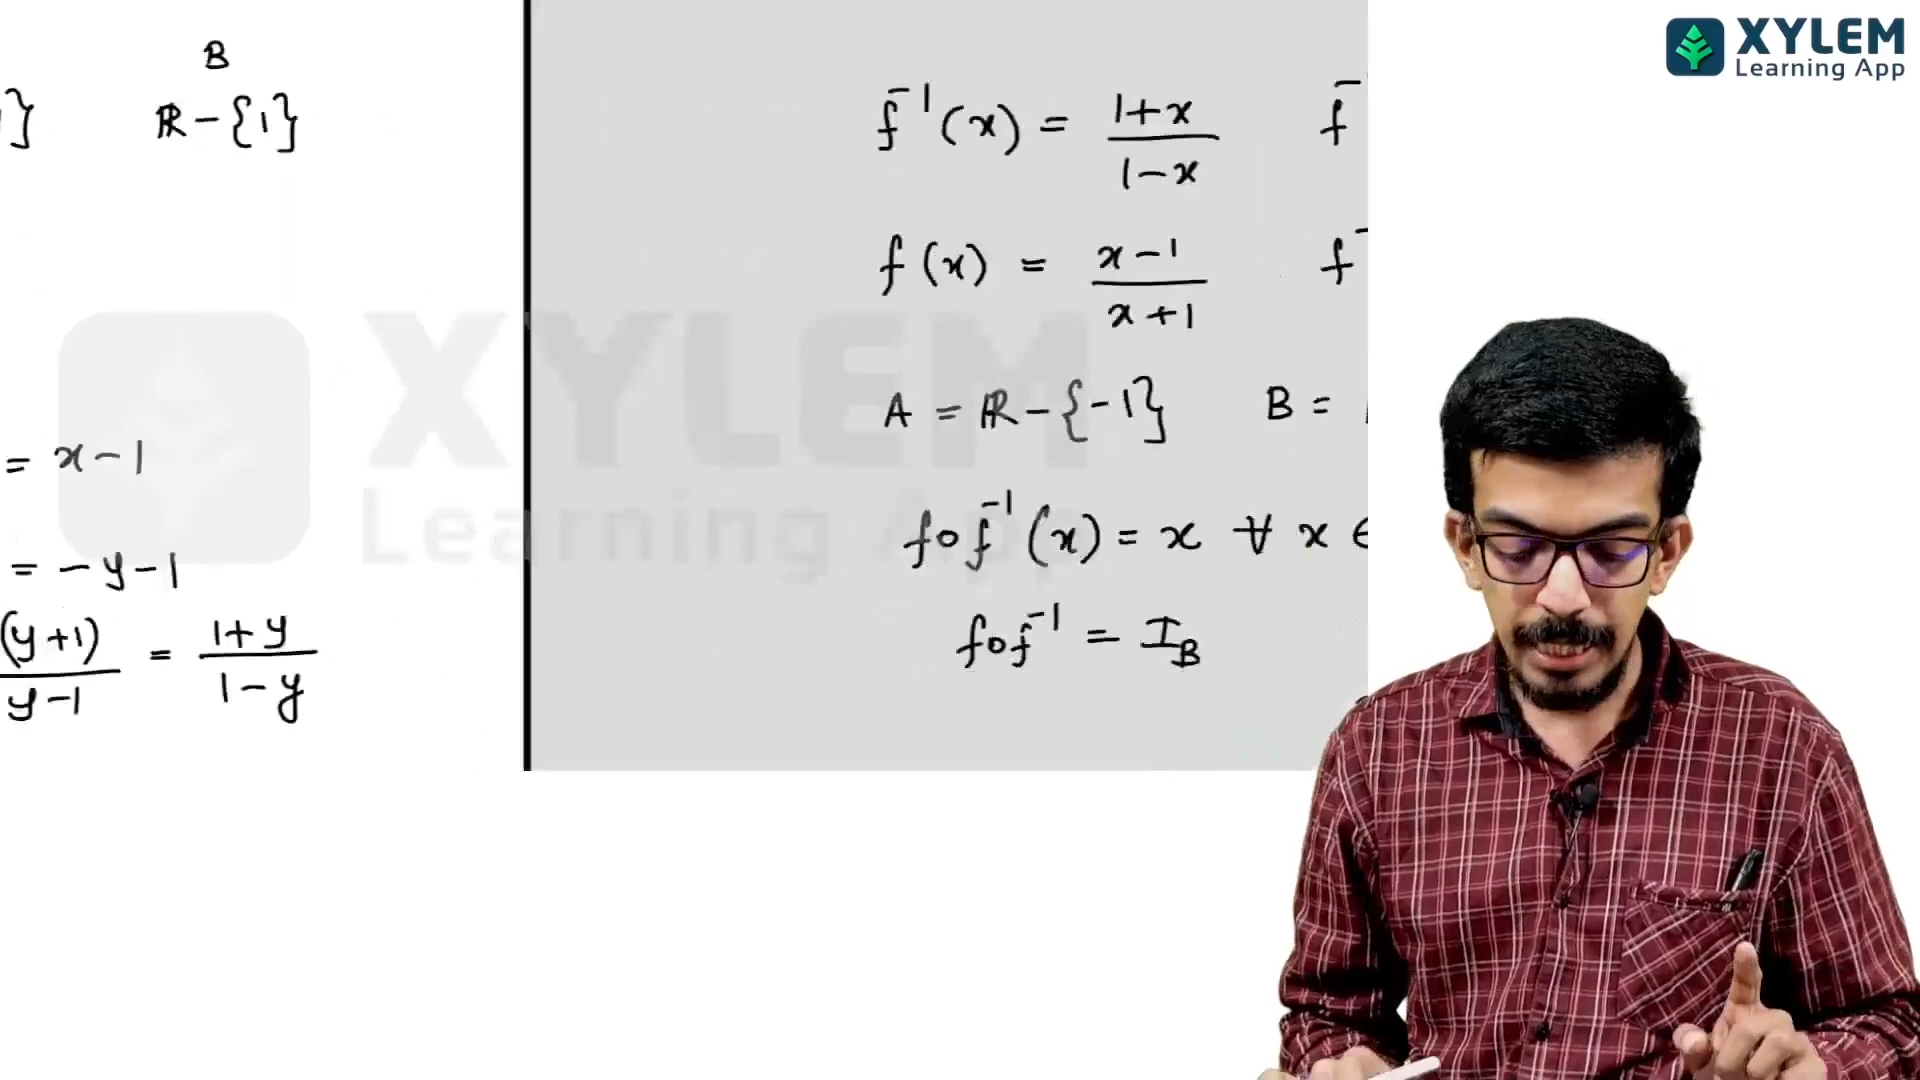 B
} ℝ-{1}
= x-1
= -y-1
(y+1)/(y-1) = (1+y)/(1-y)
f⁻¹(x) = (1+x)/(1-x) f⁻
f(x) = (x-1)/(x+1) f⁻
A = ℝ-{-1} B =
fof⁻¹(x) = x ∀ x ∈
fof⁻¹ = I_B
XYLEM
Learning App
XYLEM
Learning App